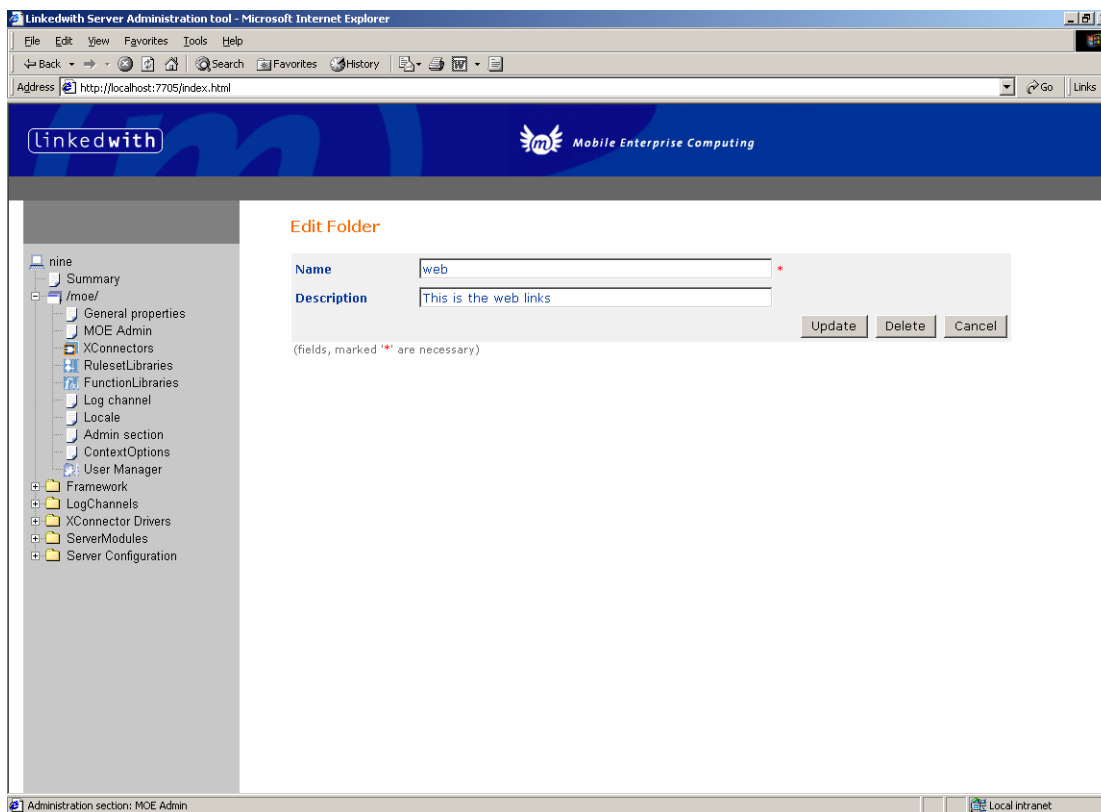 Linkedwith Server Administration tool - Microsoft Internet Explorer
File Edit View Favorites Tools Help
Back Search Favorites History
Address http://localhost:7705/index.html Go Links
linkedwith
m Mobile Enterprise Computing
Edit Folder
Name web *
Description This is the web links
Update Delete Cancel
(fields, marked '*' are necessary)
nine
Summary
/moe/
General properties
MOE Admin
XConnectors
RulesetLibraries
FunctionLibraries
Log channel
Locale
Admin section
ContextOptions
User Manager
Framework
LogChannels
XConnector Drivers
ServerModules
Server Configuration
Administration section: MOE Admin Local intranet